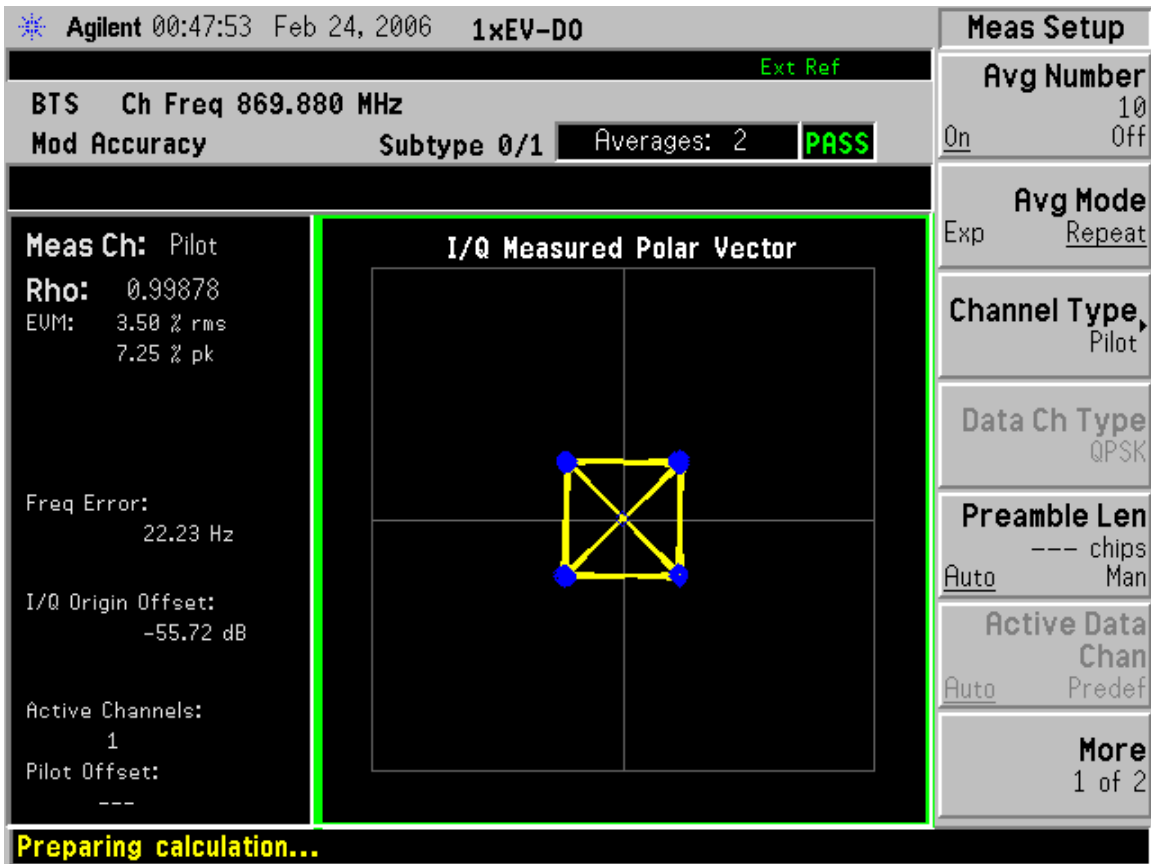 Agilent 00:47:53 Feb 24, 2006 1xEV-DO
Ext Ref
BTS Ch Freq 869.880 MHz
Mod Accuracy Subtype 0/1 Averages: 2 PASS
Meas Ch: Pilot
Rho: 0.99878
EVM: 3.50 % rms
7.25 % pk
Freq Error:
22.23 Hz
I/Q Origin Offset:
-55.72 dB
Active Channels:
1
Pilot Offset:
---
I/Q Measured Polar Vector
Preparing calculation...
Meas Setup
Avg Number
10
On Off
Avg Mode
Exp Repeat
Channel Type
Pilot
Data Ch Type
QPSK
Preamble Len
--- chips
Auto Man
Active Data
Chan
Auto Predef
More
1 of 2